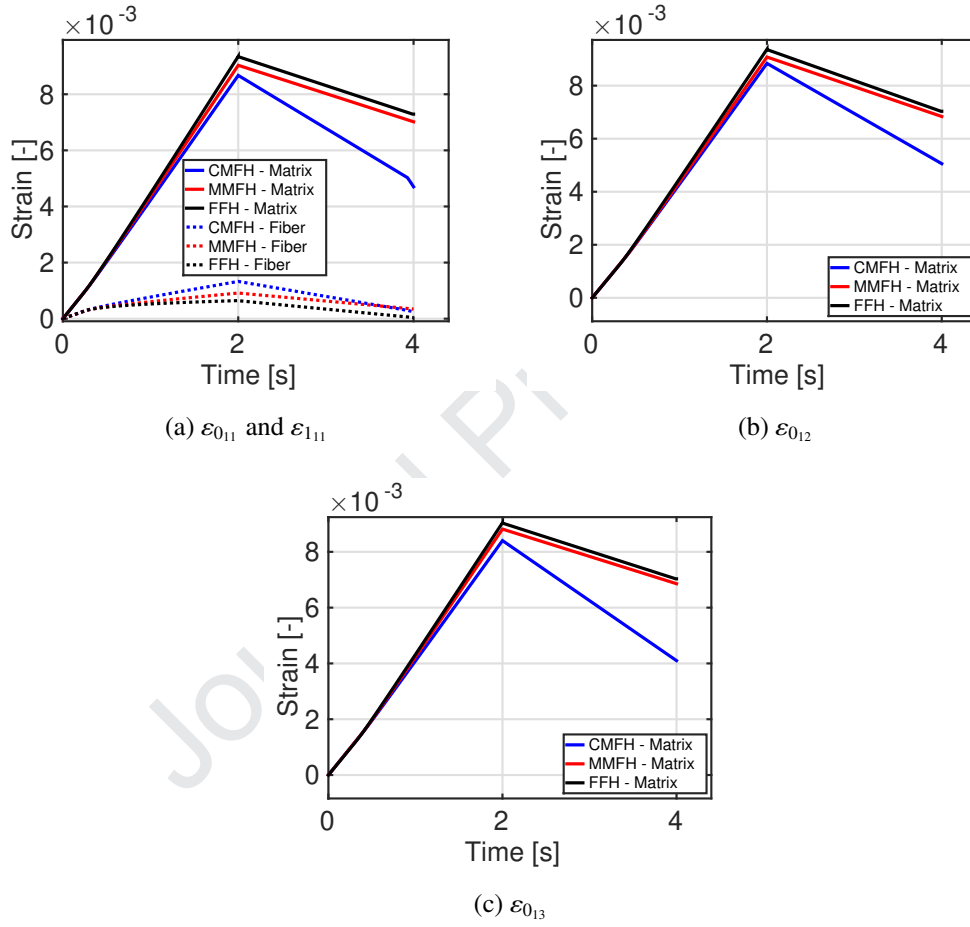 ×10 -3
8
6
4
2
0
Strain [-]
CMFH - Matrix
MMFH - Matrix
FFH - Matrix
CMFH - Fiber
MMFH - Fiber
FFH - Fiber
0 2 4
Time [s]
(a) ε₀₁₁ and ε₁₁₁
×10 -3
8
6
4
2
0
Strain [-]
CMFH - Matrix
MMFH - Matrix
FFH - Matrix
0 2 4
Time [s]
(b) ε₀₁₂
×10 -3
8
6
4
2
0
Strain [-]
CMFH - Matrix
MMFH - Matrix
FFH - Matrix
0 2 4
Time [s]
(c) ε₀₁₃